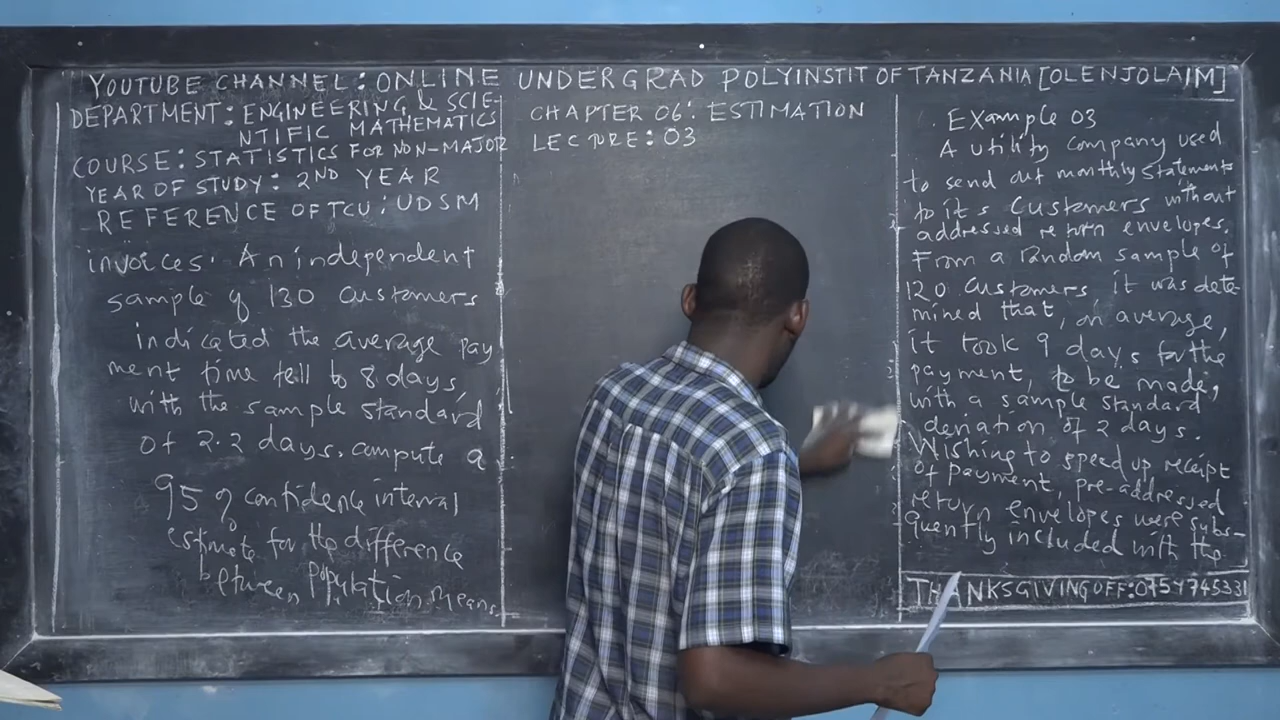 YOUTUBE CHANNEL: ONLINE UNDERGRAD POLYINSTIT OF TANZANIA [OLENJOLAIM]
DEPARTMENT: ENGINEERING & SCIE-
NTIFIC MATHEMATICS
COURSE: STATISTICS FOR NON-MAJOR
YEAR OF STUDY: 2ND YEAR
REFERENCE OF TCU: UDSM
CHAPTER 06: ESTIMATION
LECTURE: 03
Example 03
A utility company used
to send out monthly statements
to it's customers without
addressed return envelopes.
From a random sample of
120 customers it was dete-
mined that, on average,
it took 9 days for the
payment, to be made,
with a sample standard
deviation of 2 days.
Wishing to speed up receipt
of payment, pre-addressed
return envelopes were subs-
quently included with the
invoices. An independent
sample of 130 customers
indicated the average pay
ment time fell to 8 days,
with the sample standard
of 2.2 days. compute a
95% confidence interval
estimate for the difference
between population means
THANKSGIVING OFF: 0754745331